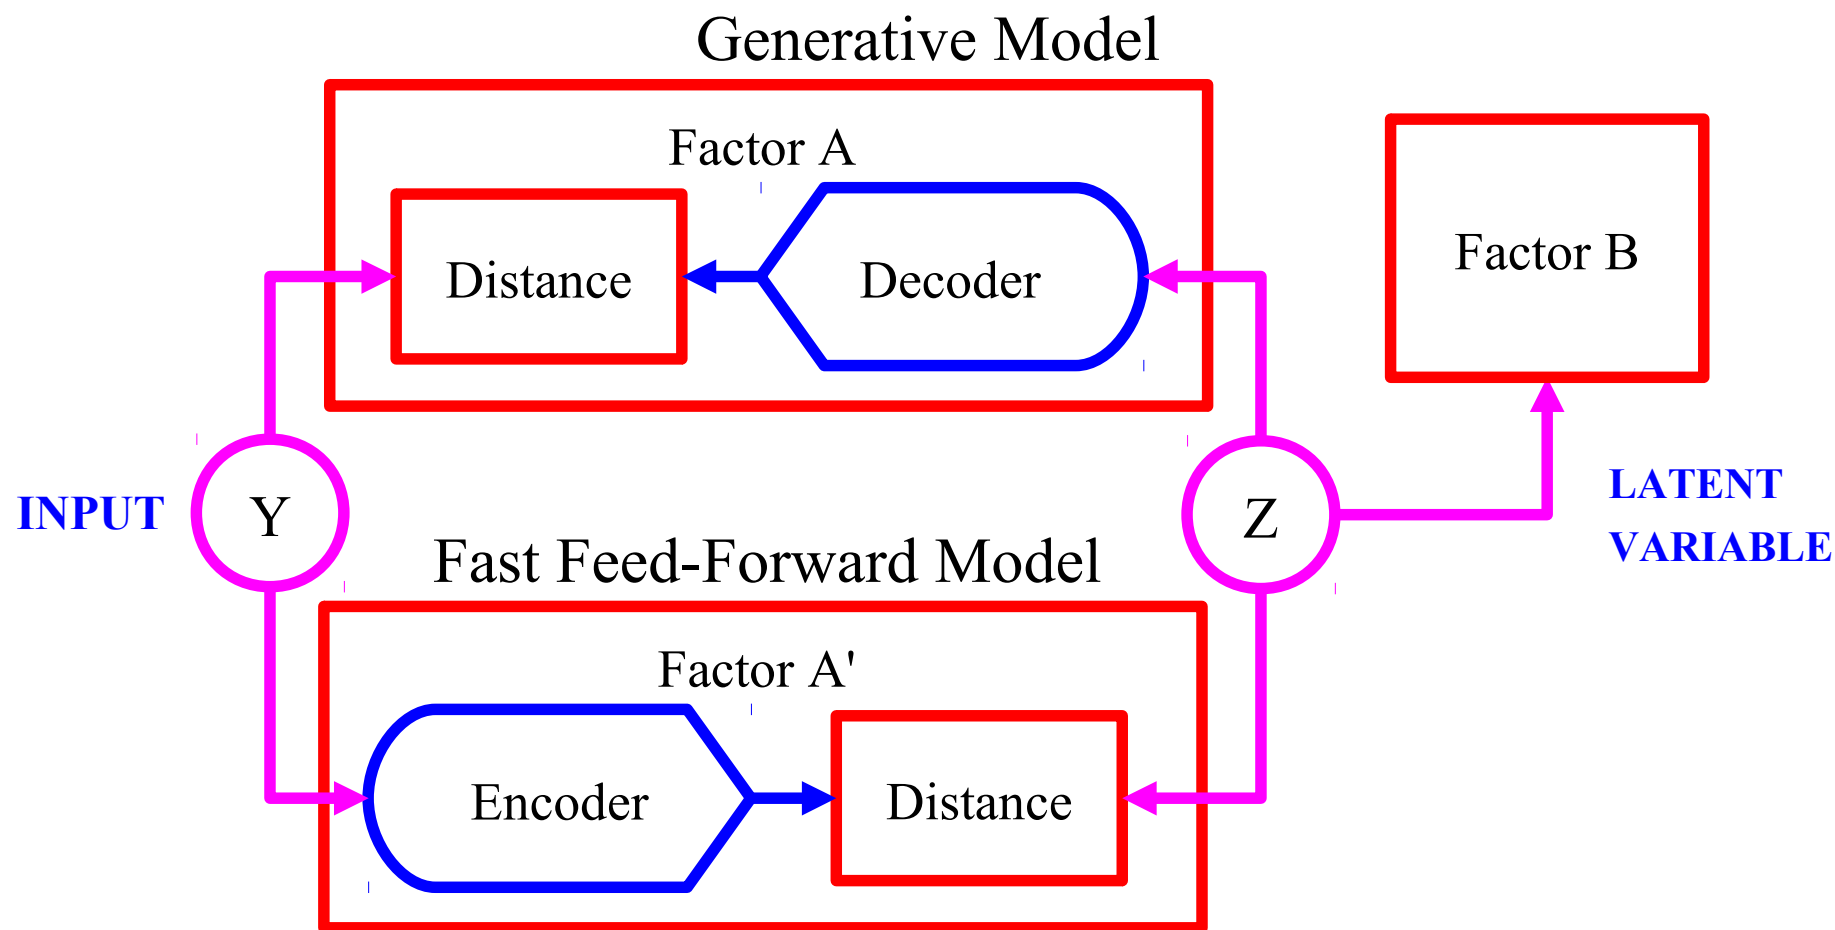 Generative Model
Factor A
Distance
Decoder
Factor B
INPUT
Y
Z
LATENT
VARIABLE
Fast Feed-Forward Model
Factor A'
Encoder
Distance